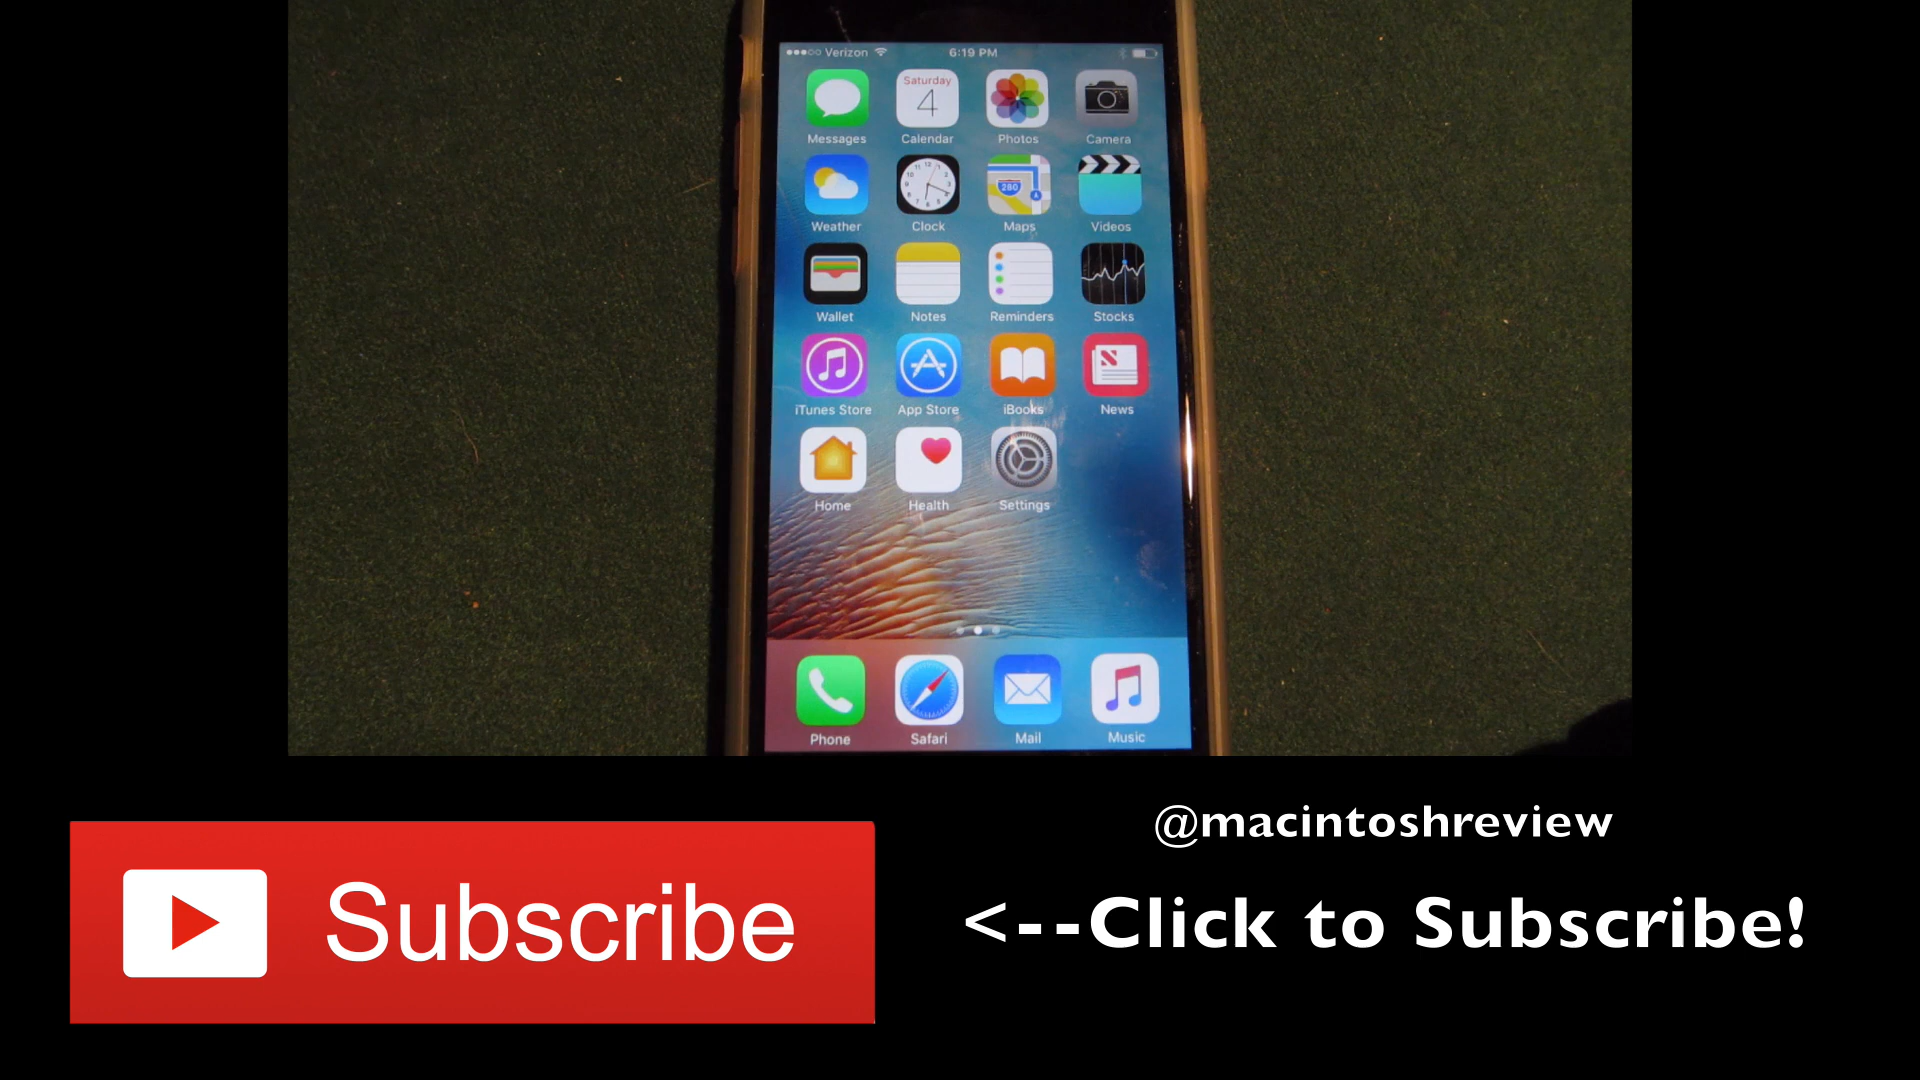 Verizon 6:19 PM
Saturday
4
Messages Calendar Photos Camera
280
Weather Clock Maps Videos
Wallet Notes Reminders Stocks
iTunes Store App Store iBooks News
Home Health Settings
Phone Safari Mail Music
@macintoshreview
Subscribe
<--Click to Subscribe!